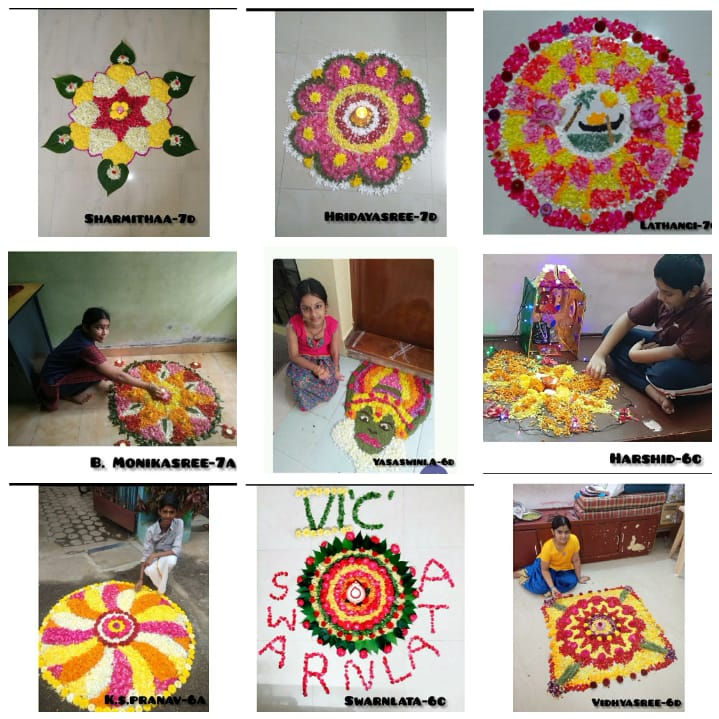 Sharmithaa-7D
Hridayasree-7D
Lathangi-7
B. Monikasree-7A
Yasaswinla-6D
Harshid-6C
VIC
SWARNLATA
K.S.Pranav-6A
Swarnlata-6C
Vidhyasree-6D